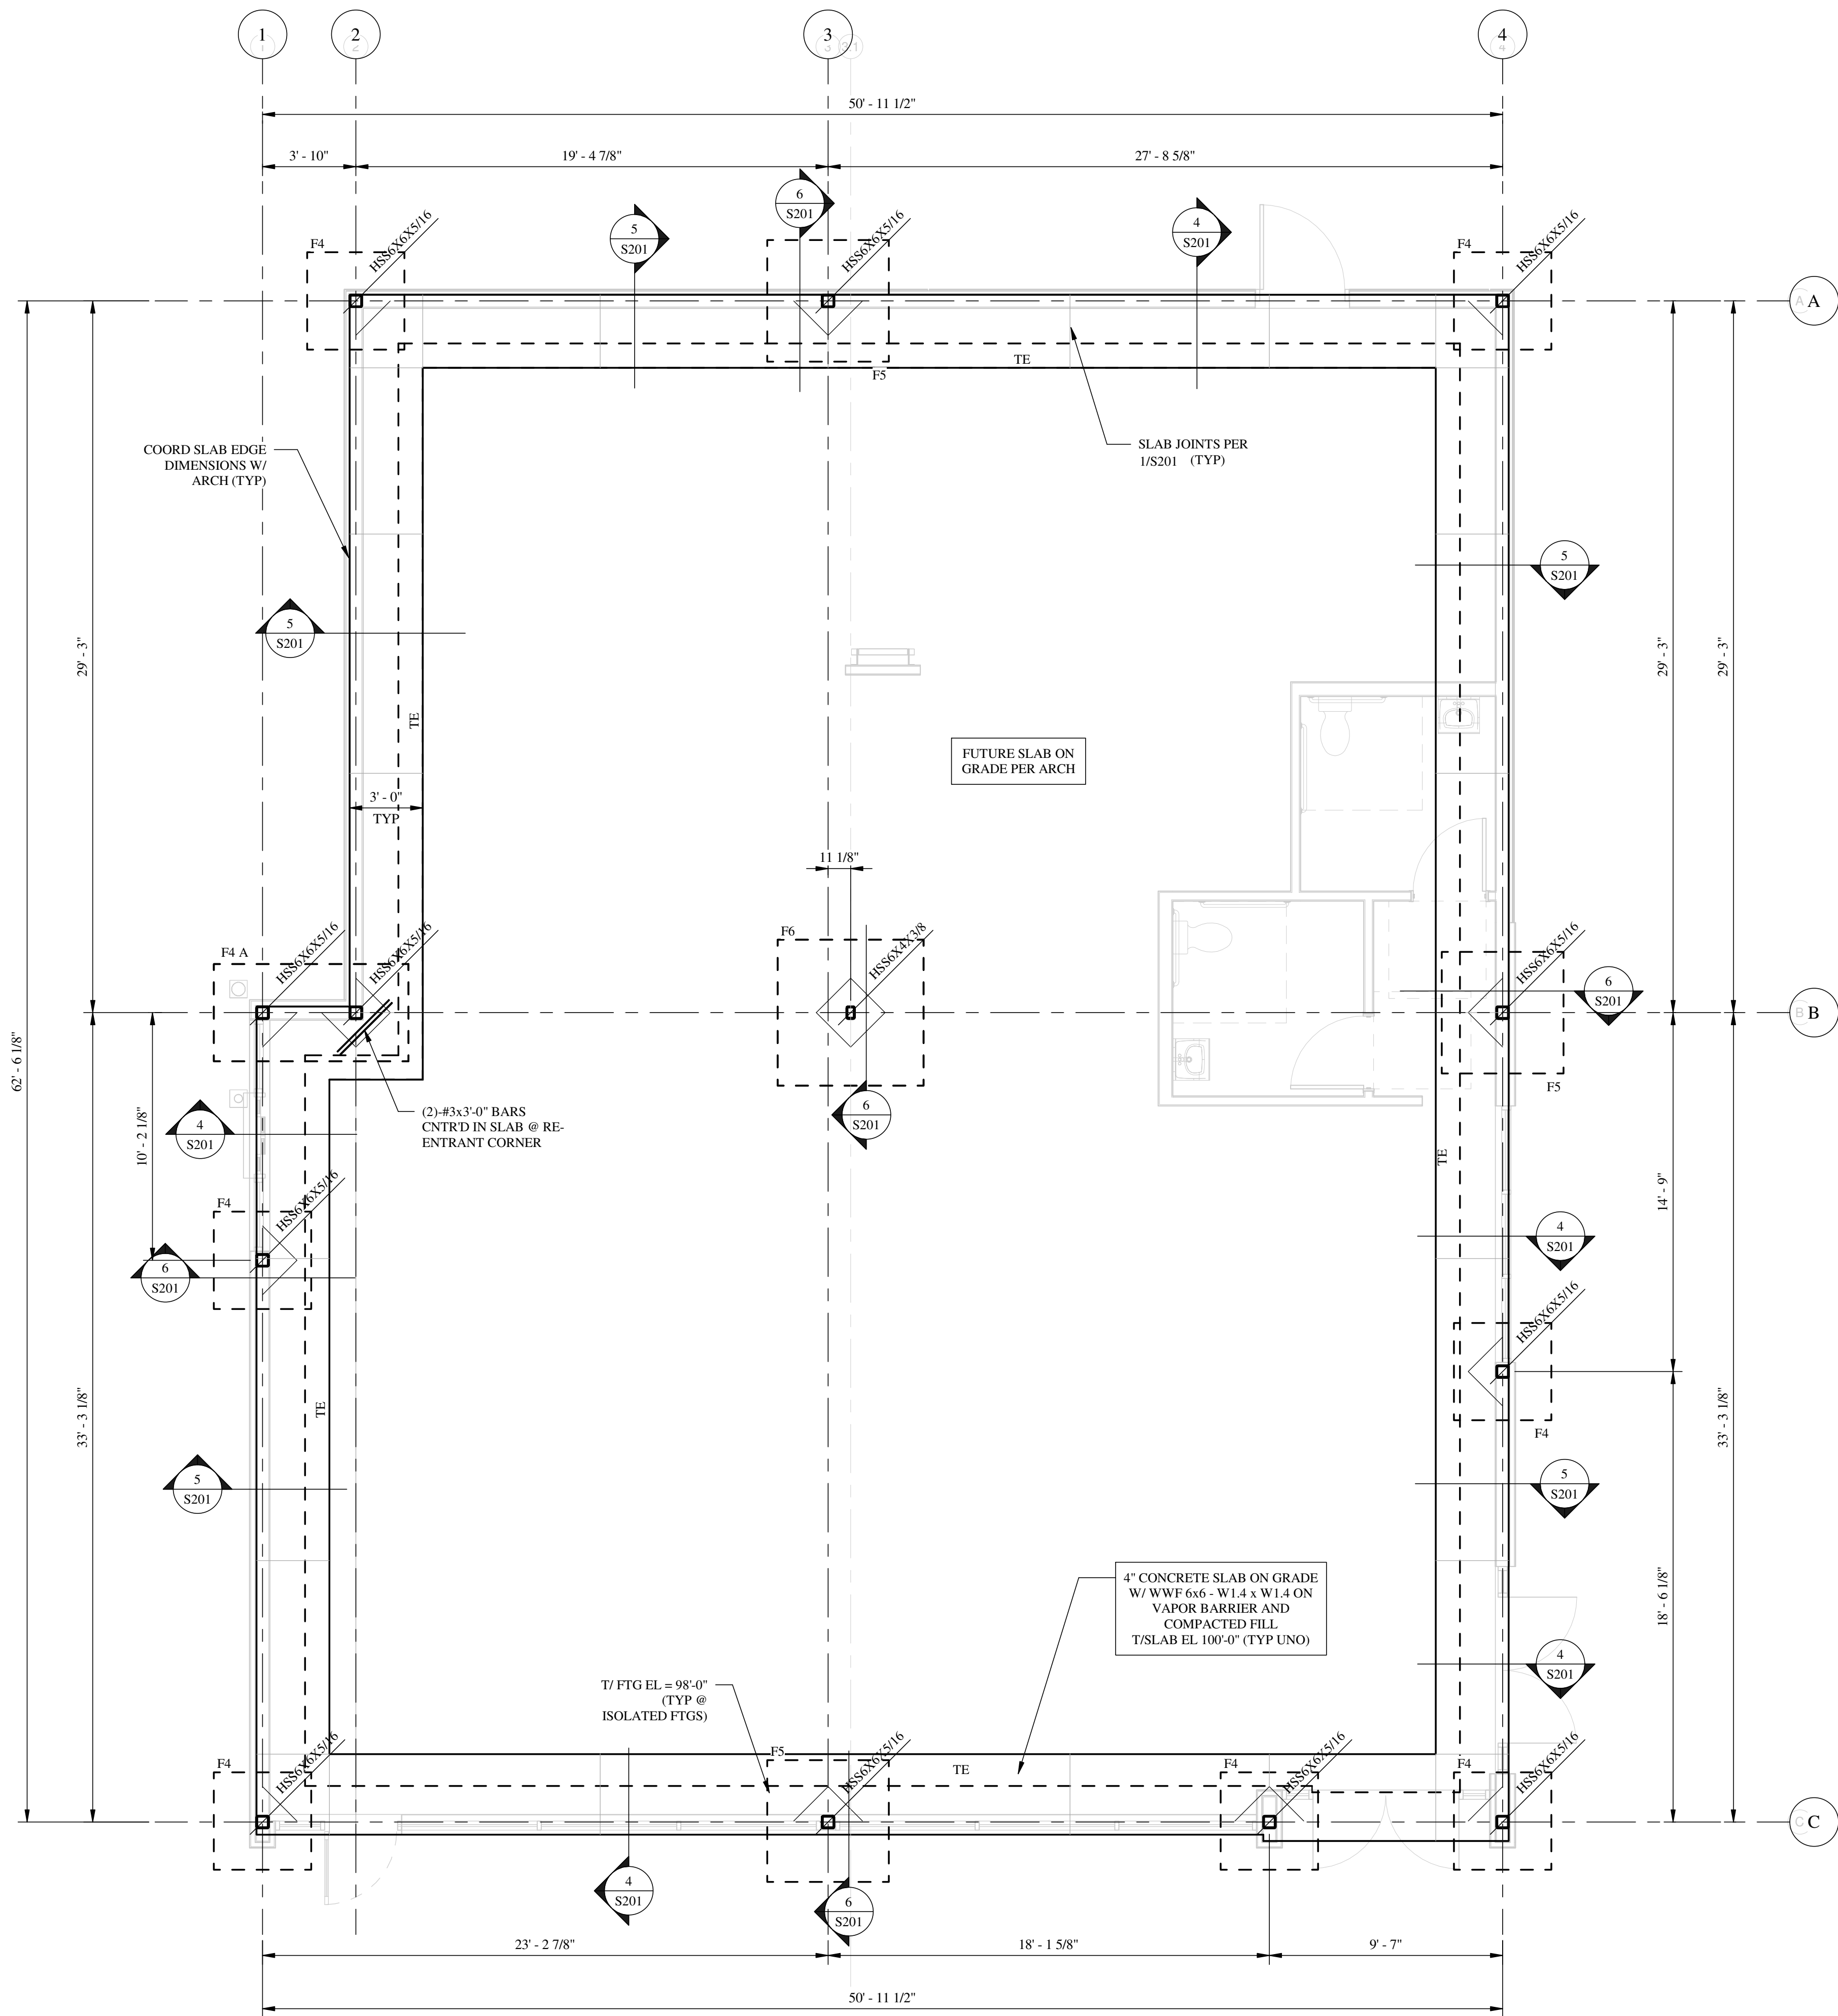 1
2
3
4
2
3
3.1
4
50' - 11 1/2"
3' - 10"
19' - 4 7/8"
27' - 8 5/8"
6
S201
5
S201
4
S201
F4
HSS6X6X5/16
HSS6X6X5/16
F4
HSS6X6X5/16
A
A
TE
F5
COORD SLAB EDGE
DIMENSIONS W/
ARCH (TYP)
SLAB JOINTS PER
1/S201 (TYP)
5
S201
5
S201
29' - 3"
29' - 3"
29' - 3"
TE
FUTURE SLAB ON
GRADE PER ARCH
3' - 0"
TYP
11 1/8"
F4 A
HSS6X6X5/16
HSS6X6X5/16
F6
HSS6X4X3/8
HSS6X6X5/16
6
S201
B
B
62' - 6 1/8"
F5
4
S201
10' - 2 1/8"
(2)-#3x3'-0" BARS
CNTR'D IN SLAB @ RE-
ENTRANT CORNER
6
S201
TE
14' - 9"
F4
HSS6X6X5/16
6
S201
4
S201
HSS6X6X5/16
F4
33' - 3 1/8"
TE
33' - 3 1/8"
5
S201
5
S201
18' - 6 1/8"
4" CONCRETE SLAB ON GRADE
W/ WWF 6x6 - W1.4 x W1.4 ON
VAPOR BARRIER AND
COMPACTED FILL
T/SLAB EL 100'-0" (TYP UNO)
4
S201
T/ FTG EL = 98'-0"
(TYP @
ISOLATED FTGS)
F4
HSS6X6X5/16
F5
HSS6X6X5/16
TE
F4
HSS6X6X5/16
F4
HSS6X6X5/16
C
C
4
S201
6
S201
23' - 2 7/8"
18' - 1 5/8"
9' - 7"
50' - 11 1/2"